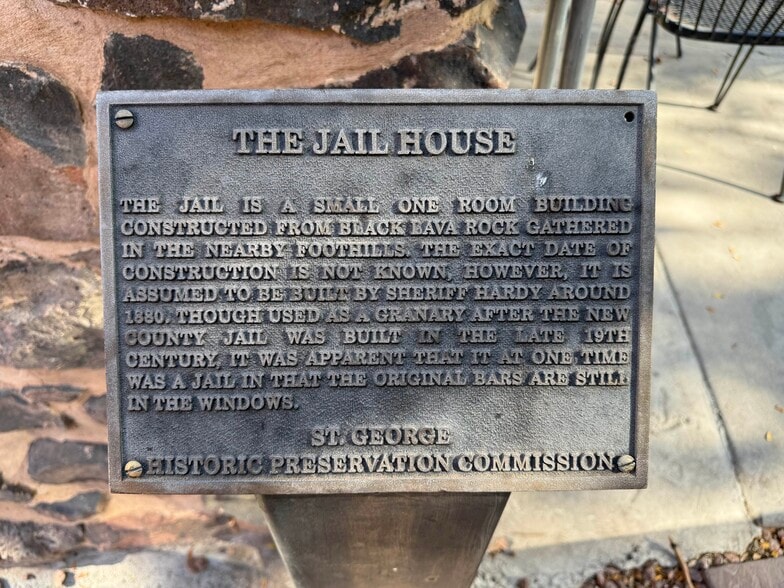 THE JAIL HOUSE
THE JAIL IS A SMALL ONE ROOM BUILDING
CONSTRUCTED FROM BLACK LAVA ROCK GATHERED
IN THE NEARBY FOOTHILLS. THE EXACT DATE OF
CONSTRUCTION IS NOT KNOWN, HOWEVER, IT IS
ASSUMED TO BE BUILT BY SHERIFF HARDY AROUND
1880. THOUGH USED AS A GRANARY AFTER THE NEW
COUNTY JAIL WAS BUILT IN THE LATE 19TH
CENTURY, IT WAS APPARENT THAT IT AT ONE TIME
WAS A JAIL IN THAT THE ORIGINAL BARS ARE STILL
IN THE WINDOWS.
ST. GEORGE
HISTORIC PRESERVATION COMMISSION